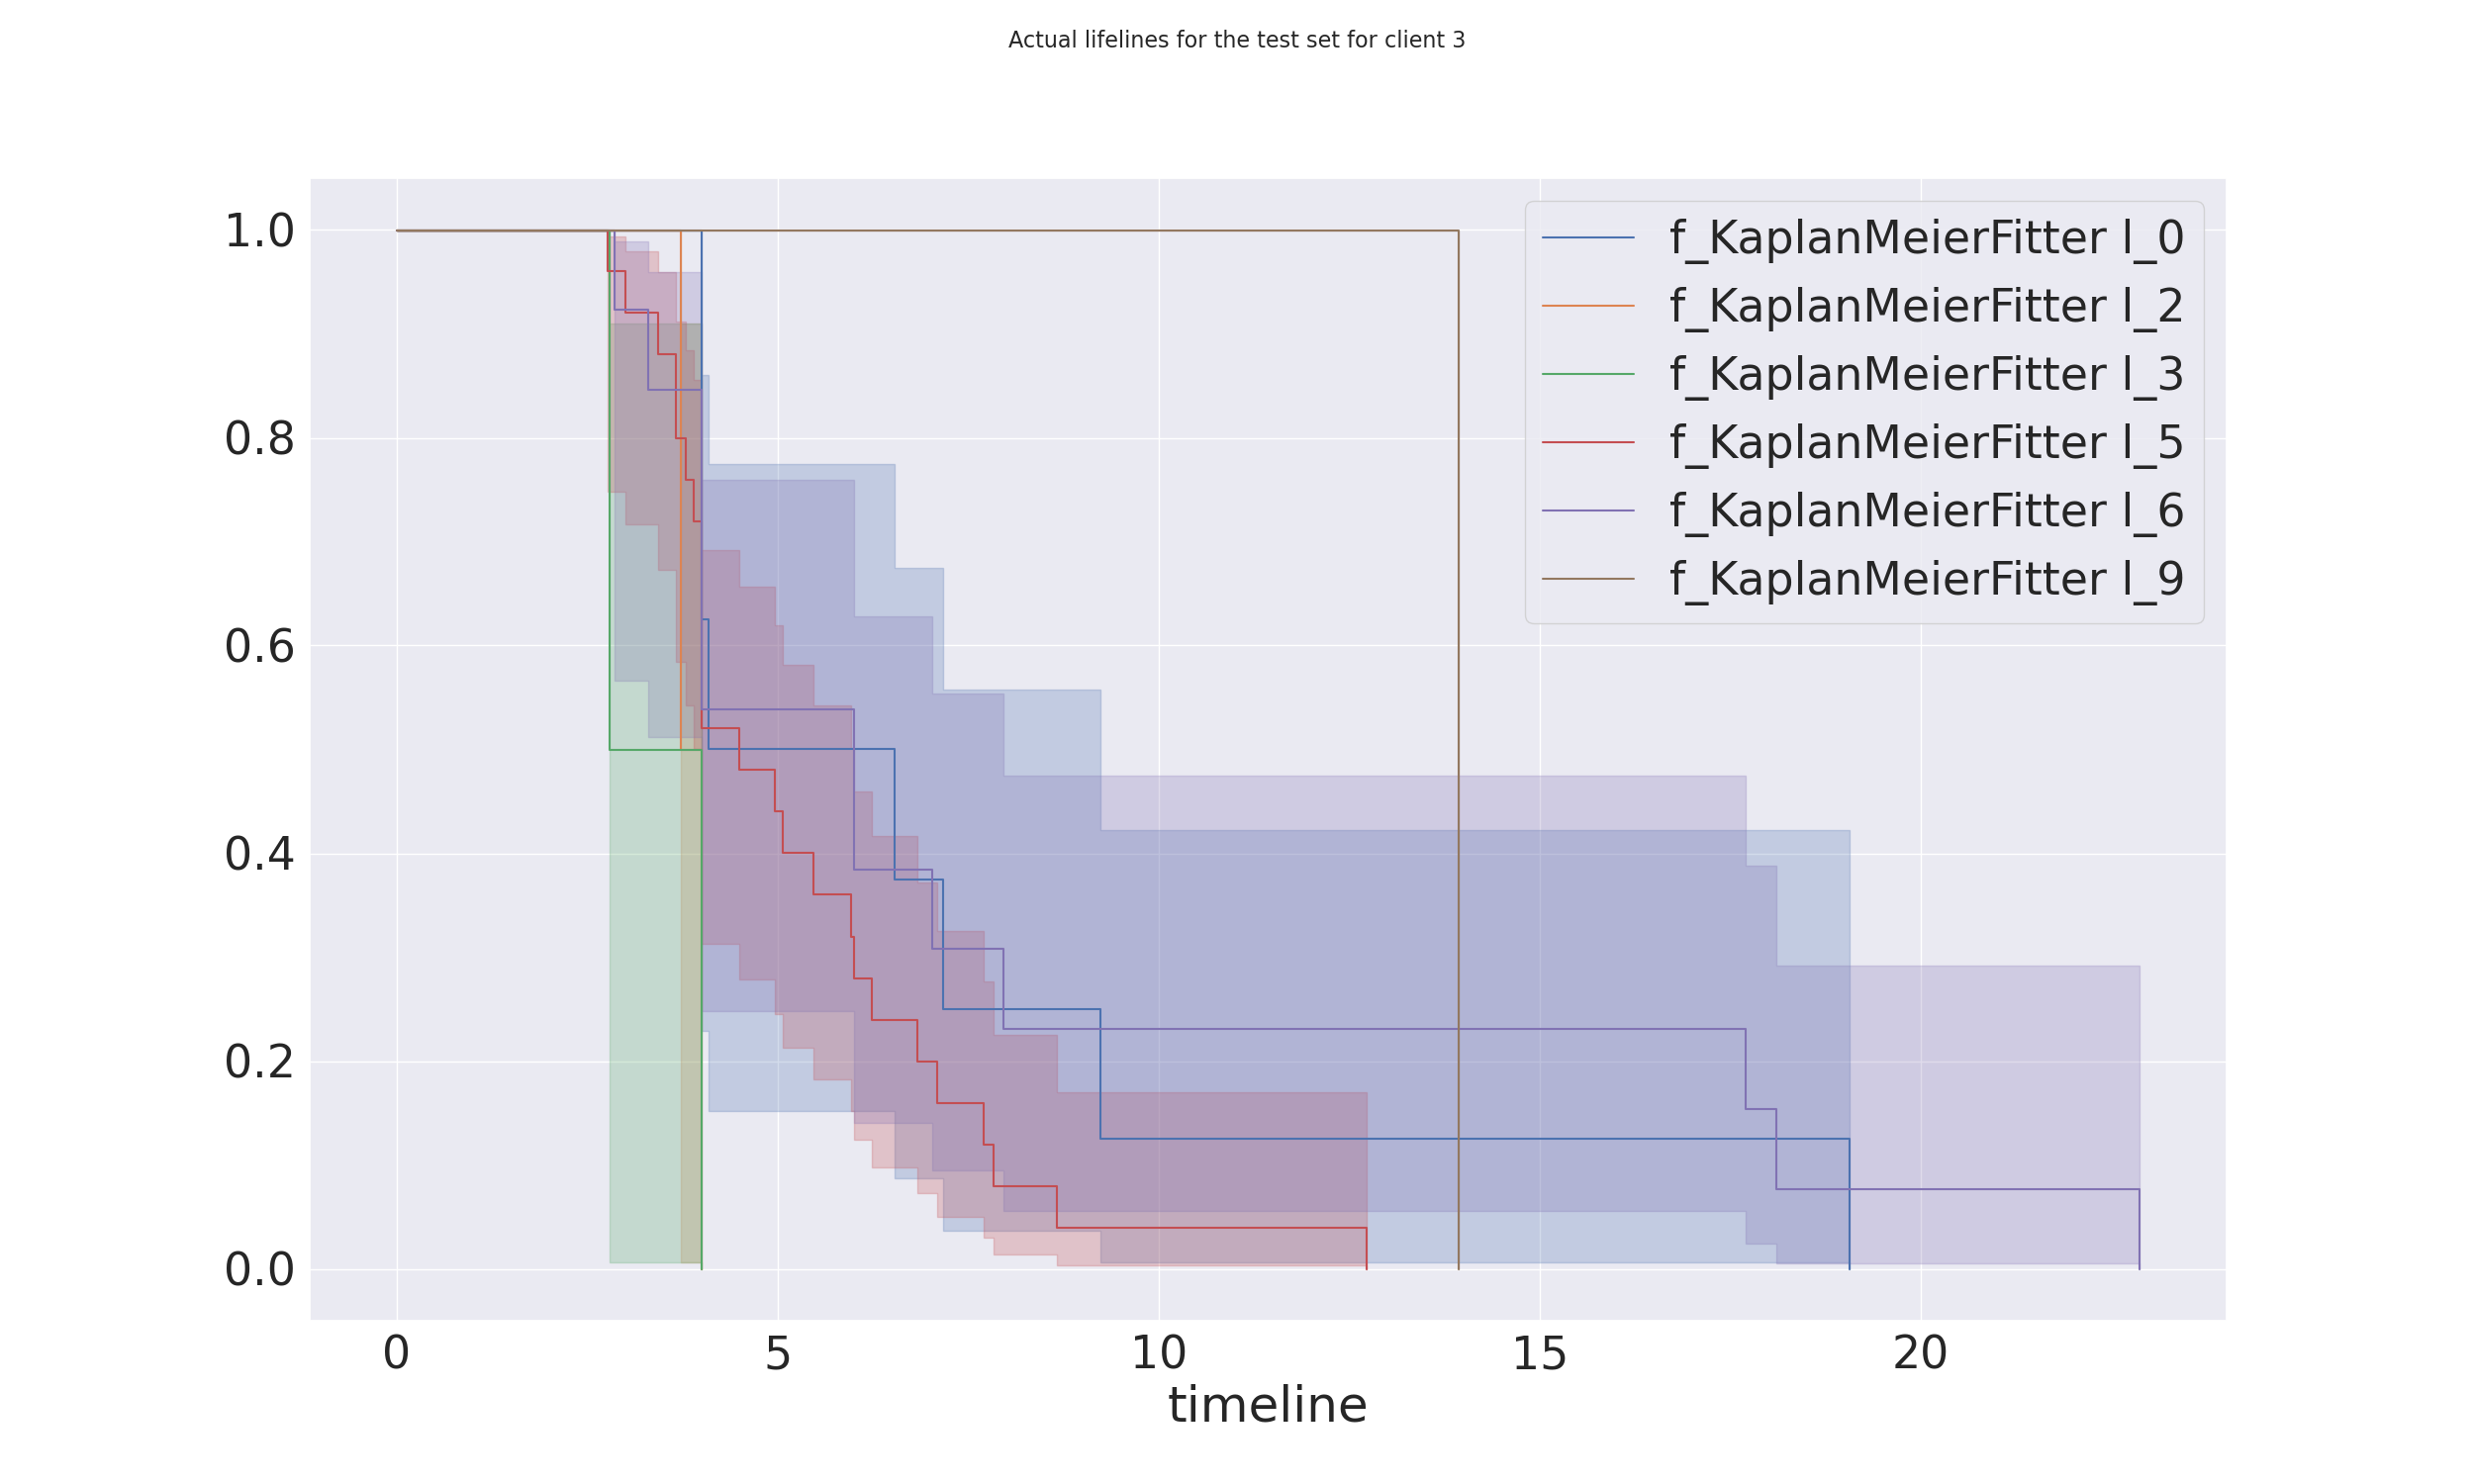 Actual lifelines for the test set for client 3
1.0
0.8
0.6
0.4
0.2
0.0
f_KaplanMeierFitter l_0
f_KaplanMeierFitter l_2
f_KaplanMeierFitter l_3
f_KaplanMeierFitter l_5
f_KaplanMeierFitter l_6
f_KaplanMeierFitter l_9
0 5 10 15 20
timeline